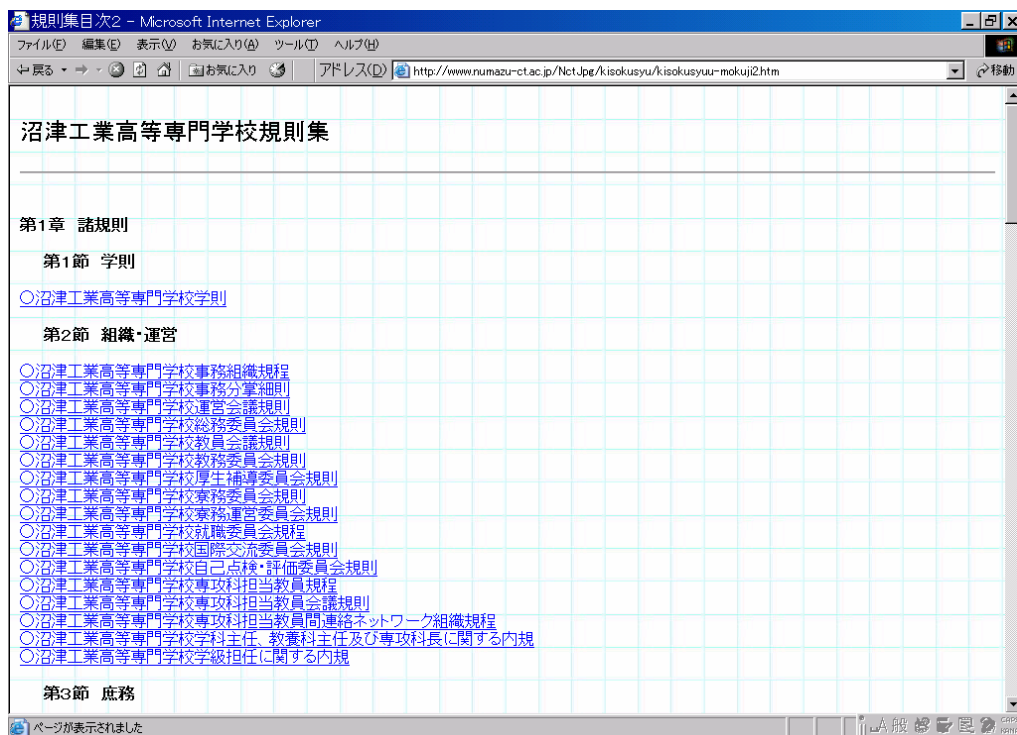 規則集目次2 - Microsoft Internet Explorer
ファイル(F) 編集(E) 表示(V) お気に入り(A) ツール(T) ヘルプ(H)
戻る お気に入り アドレス(D) http://www.numazu-ct.ac.jp/NctJpg/kisokusyu/kisokusyuu-mokuji2.htm 移動
沼津工業高等専門学校規則集
第1章 諸規則
第1節 学則
○沼津工業高等専門学校学則
第2節 組織・運営
○沼津工業高等専門学校事務組織規程
○沼津工業高等専門学校事務分掌細則
○沼津工業高等専門学校運営会議規則
○沼津工業高等専門学校総務委員会規則
○沼津工業高等専門学校教員会議規則
○沼津工業高等専門学校教務委員会規則
○沼津工業高等専門学校厚生補導委員会規則
○沼津工業高等専門学校寮務委員会規則
○沼津工業高等専門学校寮務運営委員会規則
○沼津工業高等専門学校就職委員会規程
○沼津工業高等専門学校国際交流委員会規則
○沼津工業高等専門学校自己点検・評価委員会規則
○沼津工業高等専門学校専攻科担当教員規程
○沼津工業高等専門学校専攻科担当教員会議規則
○沼津工業高等専門学校専攻科担当教員間連絡ネットワーク組織規程
○沼津工業高等専門学校学科主任、教養科主任及び専攻科長に関する内規
○沼津工業高等専門学校学級担任に関する内規
第3節 庶務
ページが表示されました A 般 CAPS KANA